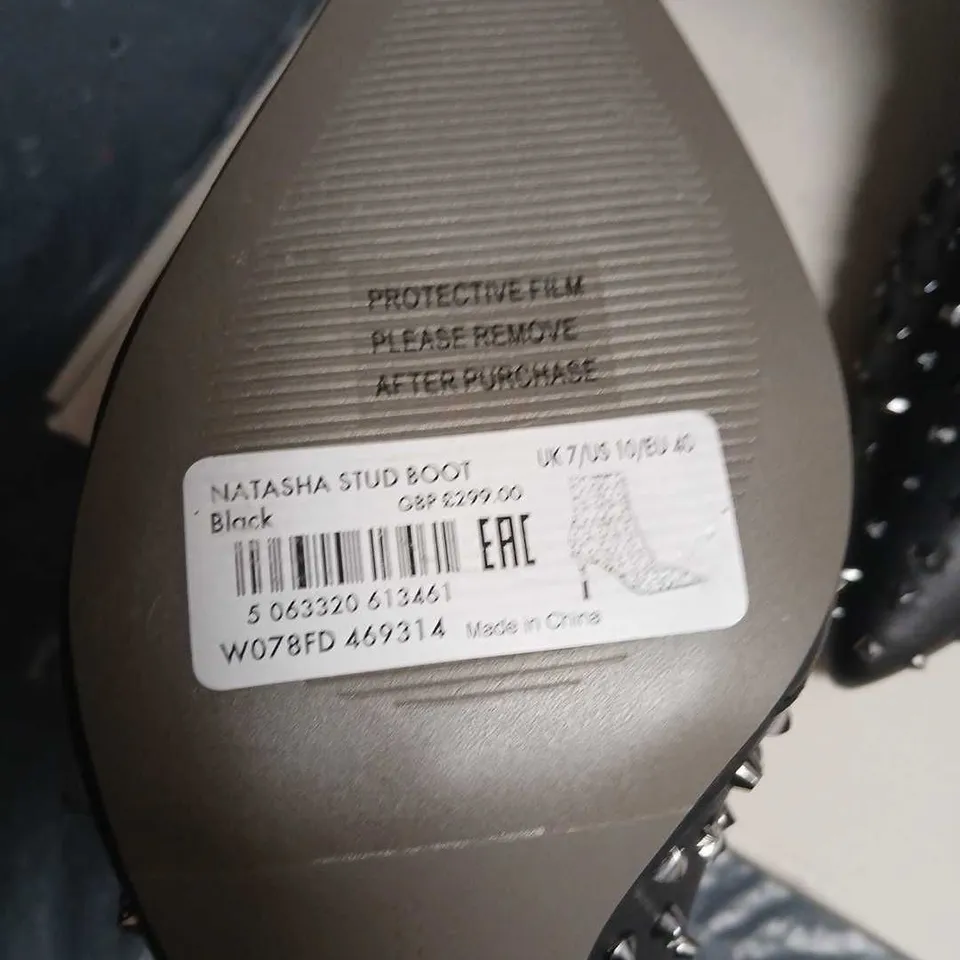 PROTECTIVE FILM
PLEASE REMOVE
AFTER PURCHASE
NATASHA STUD BOOT UK 7/US 10/EU 40
Black GBP £299.00
EAC
5 063320 613461
W078FD 469314 Made in China